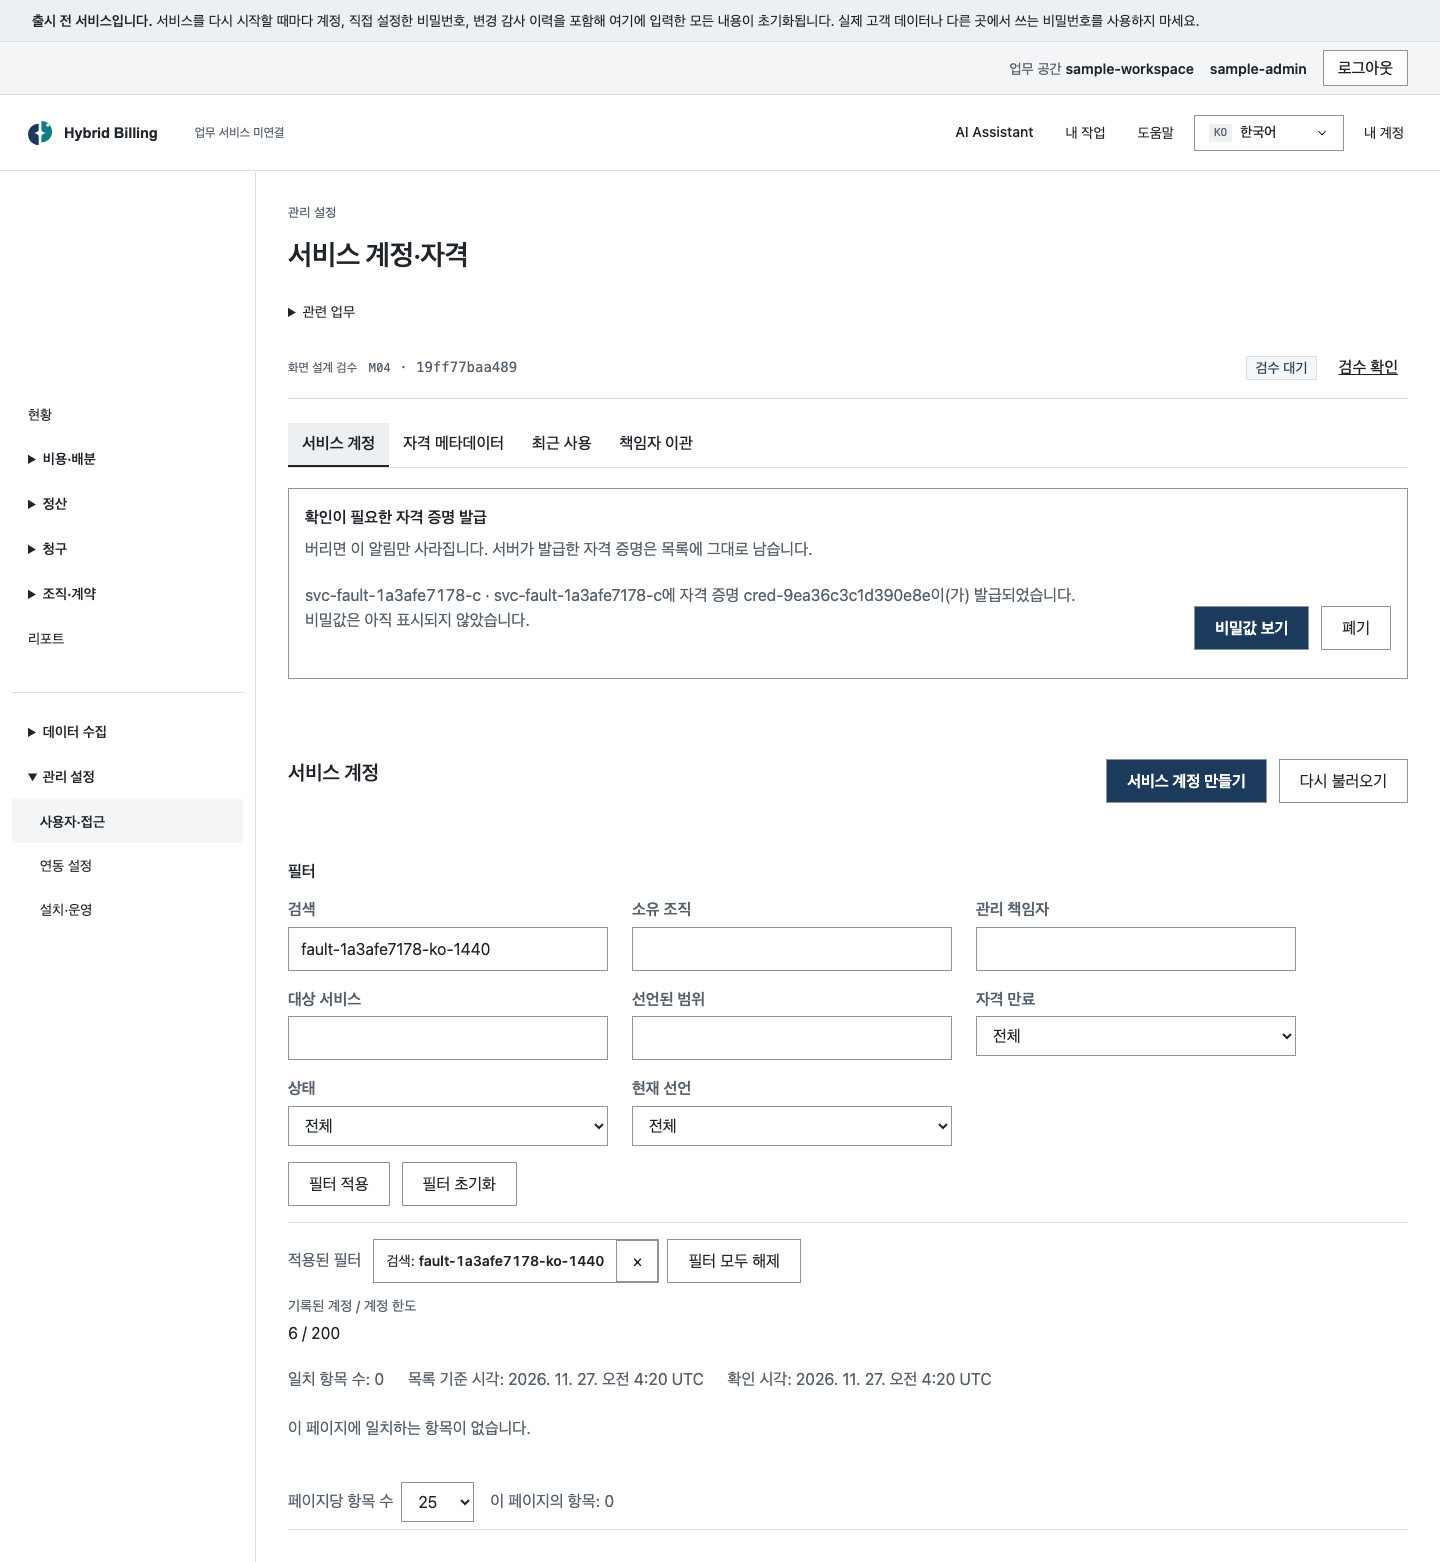 출시 전 서비스입니다. 서비스를 다시 시작할 때마다 계정, 직접 설정한 비밀번호, 변경 감사 이력을 포함해 여기에 입력한 모든 내용이 초기화됩니다. 실제 고객 데이터나 다른 곳에서 쓰는 비밀번호를 사용하지 마세요.
업무 공간 sample-workspace sample-admin 로그아웃
Hybrid Billing 업무 서비스 미연결 AI Assistant 내 작업 도움말 KO 한국어 내 계정
관리 설정
서비스 계정·자격
▶ 관련 업무
화면 설계 검수 M04 · 19ff77baa489 검수 대기 검수 확인
현황
▶ 비용·배분
▶ 정산
▶ 청구
▶ 조직·계약
리포트
▶ 데이터 수집
▼ 관리 설정
사용자·접근
연동 설정
설치·운영
서비스 계정 자격 메타데이터 최근 사용 책임자 이관
확인이 필요한 자격 증명 발급
버리면 이 알림만 사라집니다. 서버가 발급한 자격 증명은 목록에 그대로 남습니다.
svc-fault-1a3afe7178-c · svc-fault-1a3afe7178-c에 자격 증명 cred-9ea36c3c1d390e8e이(가) 발급되었습니다.
비밀값은 아직 표시되지 않았습니다.
비밀값 보기 폐기
서비스 계정 서비스 계정 만들기 다시 불러오기
필터
검색 소유 조직 관리 책임자
fault-1a3afe7178-ko-1440
대상 서비스 선언된 범위 자격 만료
전체
상태 현재 선언
전체 전체
필터 적용 필터 초기화
적용된 필터 검색: fault-1a3afe7178-ko-1440 × 필터 모두 해제
기록된 계정 / 계정 한도
6 / 200
일치 항목 수: 0 목록 기준 시각: 2026. 11. 27. 오전 4:20 UTC 확인 시각: 2026. 11. 27. 오전 4:20 UTC
이 페이지에 일치하는 항목이 없습니다.
페이지당 항목 수 25 이 페이지의 항목: 0